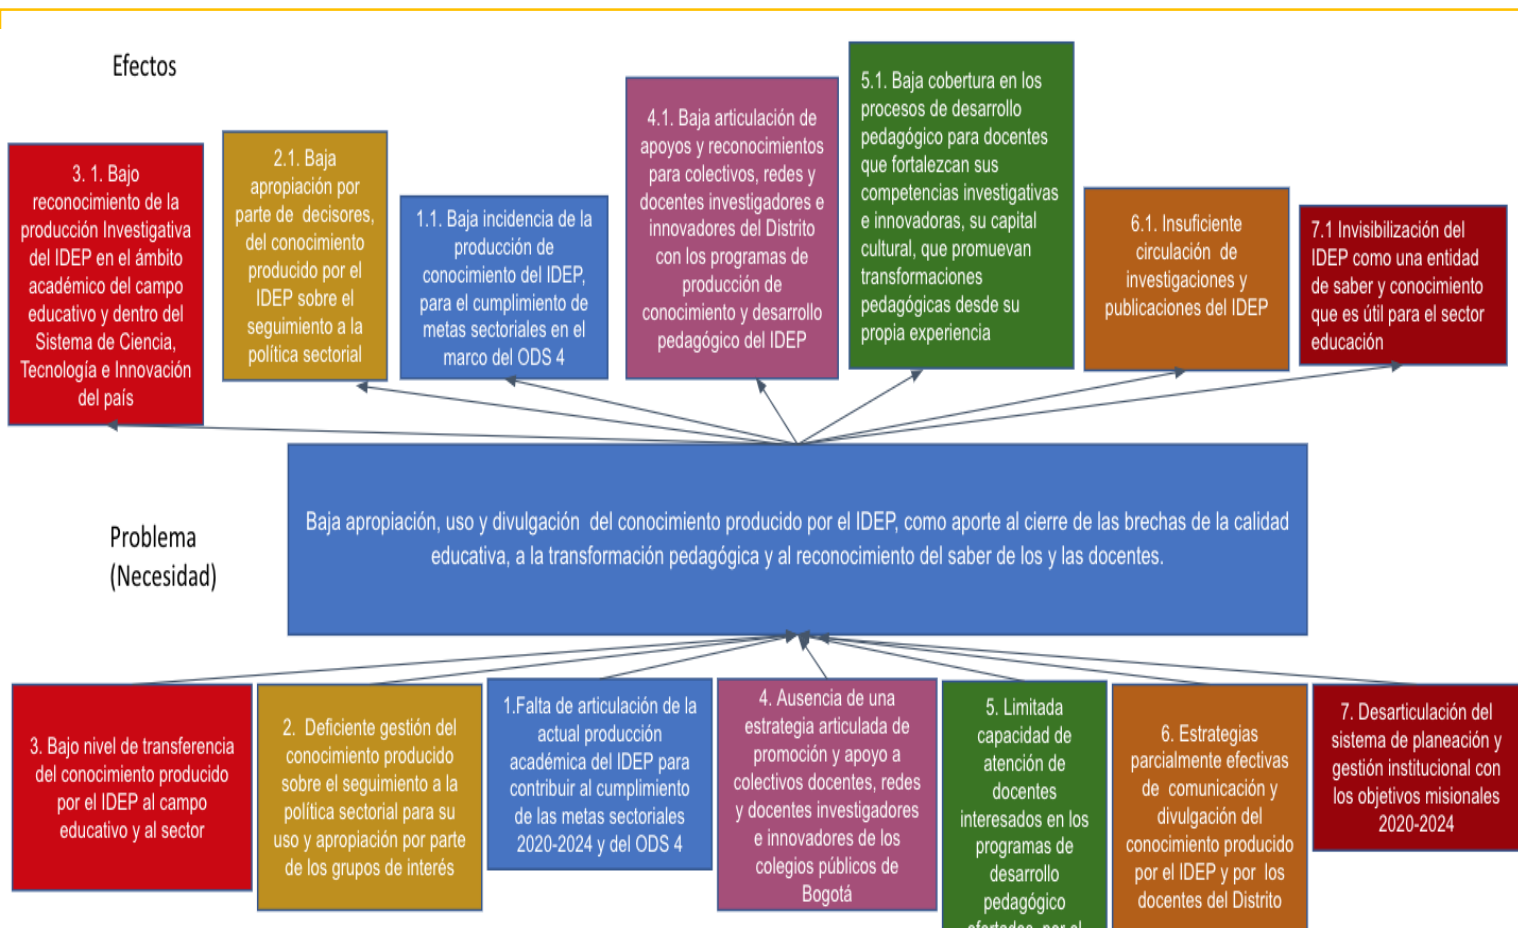 Efectos
3. 1. Bajo
reconocimiento de la
producción Investigativa
del IDEP en el ámbito
académico del campo
educativo y dentro del
Sistema de Ciencia,
Tecnología e Innovación
del país
2.1. Baja
apropiación por
parte de  decisores,
del conocimiento
producido por el
IDEP sobre el
seguimiento a la
política sectorial
1.1. Baja incidencia de la
producción de
conocimiento del IDEP,
para el cumplimiento de
metas sectoriales en el
marco del ODS 4
4.1. Baja articulación de
apoyos y reconocimientos
para colectivos, redes y
docentes investigadores e
innovadores del Distrito
con los programas de
producción de
conocimiento y desarrollo
pedagógico del IDEP
5.1. Baja cobertura en los
procesos de desarrollo
pedagógico para docentes
que fortalezcan sus
competencias investigativas
e innovadoras, su capital
cultural, que promuevan
transformaciones
pedagógicas desde su
propia experiencia
6.1. Insuficiente
circulación  de
investigaciones y
publicaciones del IDEP
7.1 Invisibilización del
IDEP como una entidad
de saber y conocimiento
que es útil para el sector
educación
Problema
(Necesidad)
Baja apropiación, uso y divulgación  del conocimiento producido por el IDEP, como aporte al cierre de las brechas de la calidad
educativa, a la transformación pedagógica y al reconocimiento del saber de los y las docentes.
3. Bajo nivel de transferencia
del conocimiento producido
por el IDEP al campo
educativo y al sector
2.  Deficiente gestión del
conocimiento producido
sobre el seguimiento a la
política sectorial para su
uso y apropiación por parte
de los grupos de interés
1.Falta de articulación de la
actual producción
académica del IDEP para
contribuir al cumplimiento
de las metas sectoriales
2020-2024 y del ODS 4
4. Ausencia de una
estrategia articulada de
promoción y apoyo a
colectivos docentes, redes
y docentes investigadores
e innovadores de los
colegios públicos de
Bogotá
5. Limitada
capacidad de
atención de
docentes
interesados en los
programas de
desarrollo
pedagógico
ofertados  por el
6. Estrategias
parcialmente efectivas
de  comunicación y
divulgación del
conocimiento producido
por el IDEP y por  los
docentes del Distrito
7. Desarticulación del
sistema de planeación y
gestión institucional con
los objetivos misionales
2020-2024